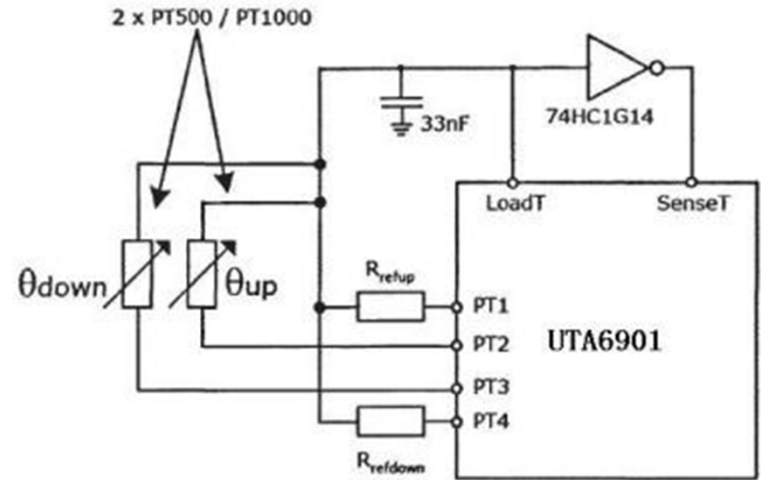 2 x PT500 / PT1000
33nF
74HC1G14
LoadT
SenseT
θdown
θup
Rrefup
PT1
PT2
UTA6901
PT3
PT4
Rrefdown